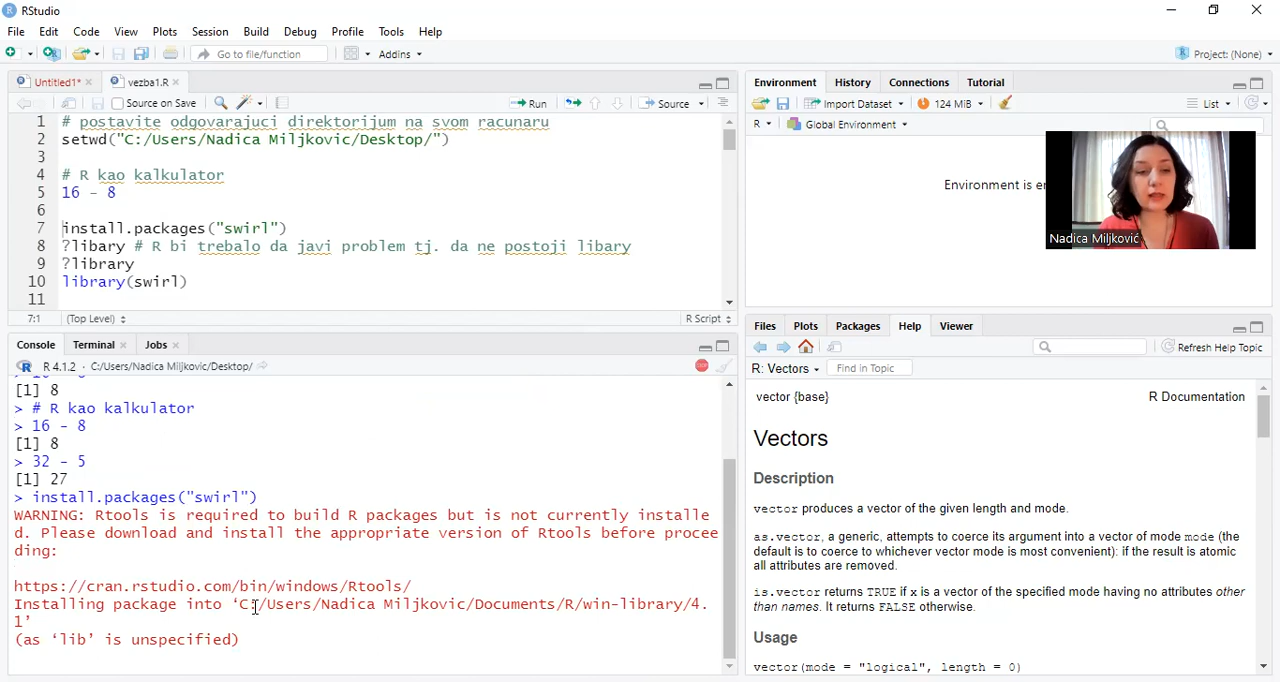 RStudio
File Edit Code View Plots Session Build Debug Profile Tools Help
Go to file/function Addins Project: (None)
Untitled1* vezba1.R
Source on Save Run Source
1 # postavite odgovarajuci direktorijum na svom racunaru
2 setwd("C:/Users/Nadica Miljkovic/Desktop/")
3
4 # R kao kalkulator
5 16 - 8
6
7 install.packages("swirl")
8 ?libary # R bi trebalo da javi problem tj. da ne postoji libary
9 ?library
10 library(swirl)
11
7:1 (Top Level) R Script
Console Terminal Jobs
R 4.1.2 · C:/Users/Nadica Miljkovic/Desktop/
[1] 8
> # R kao kalkulator
> 16 - 8
[1] 8
> 32 - 5
[1] 27
> install.packages("swirl")
WARNING: Rtools is required to build R packages but is not currently installe
d. Please download and install the appropriate version of Rtools before procee
ding:
https://cran.rstudio.com/bin/windows/Rtools/
Installing package into ‘C:/Users/Nadica Miljkovic/Documents/R/win-library/4.
1’
(as ‘lib’ is unspecified)
Environment History Connections Tutorial
Import Dataset 124 MiB List
R Global Environment
Environment is e
Nadica Miljković
Files Plots Packages Help Viewer
Refresh Help Topic
R: Vectors Find in Topic
vector {base} R Documentation
Vectors
Description
vector produces a vector of the given length and mode.
as.vector, a generic, attempts to coerce its argument into a vector of mode mode (the
default is to coerce to whichever vector mode is most convenient): if the result is atomic
all attributes are removed.
is.vector returns TRUE if x is a vector of the specified mode having no attributes other
than names. It returns FALSE otherwise.
Usage
vector(mode = "logical", length = 0)